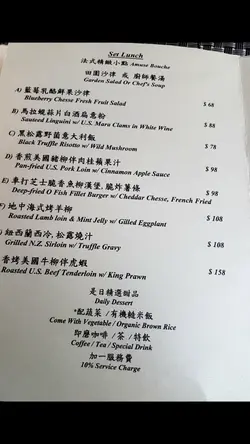 Set Lunch
法式精緻小點 Amuse Bouche
田園沙律 或 廚師餐湯
Garden Salad Or Chef's Soup
A) 藍莓乳酪鮮果沙律
Blueberry Cheese Fresh Fruit Salad $ 68
B) 馬拉蜆蒜片白酒扁意粉
Sauteed Linguini w/ U.S. Mara Clams in White Wine $ 88
C) 黑松露野菌意大利飯
Black Truffle Risotto w/ Wild Mushroom $ 78
D) 香煎美國豬柳伴肉桂蘋果汁
Pan-fried U.S. Pork Loin w/ Cinnamon Apple Sauce $ 98
E) 車打芝士脆香魚柳漢堡, 脆炸薯條
Deep-fried O Fish Fillet Burger w/ Cheddar Cheese, French Fried $ 98
F) 地中海式烤羊柳
Roasted Lamb loin & Mint Jelly w/ Gilled Eggplant $ 108
紐西蘭西冷, 松露燒汁
Grilled N.Z. Sirloin w/ Truffle Gravy $ 108
香烤美國牛柳伴虎蝦
Roasted U.S. Beef Tenderloin w/ King Prawn $ 158
是日精選甜品
Daily Dessert
*配蔬菜 /有機糙米飯
Come With Vegetable / Organic Brown Rice
即磨咖啡 /茶 /特飲
Coffee / Tea / Special Drink
加一服務費
10% Service Charge